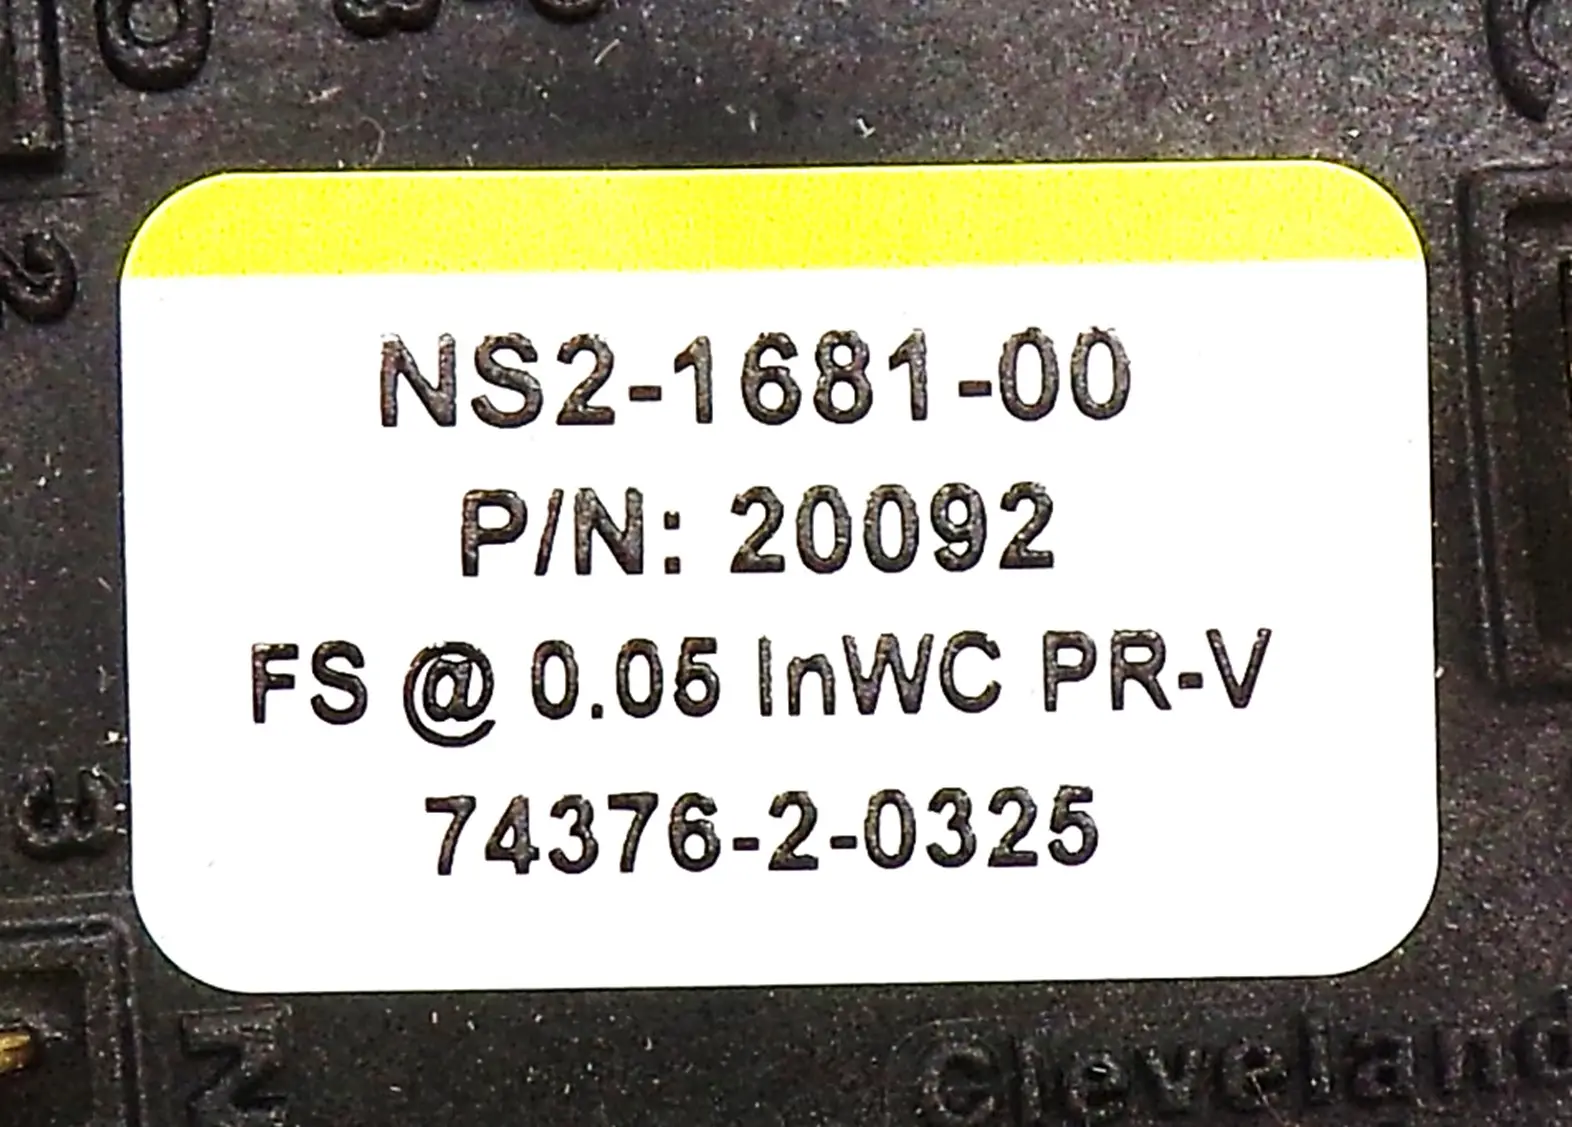 NS2-1681-00
P/N: 20092
FS @ 0.05 InWC PR-V
74376-2-0325
Cleveland